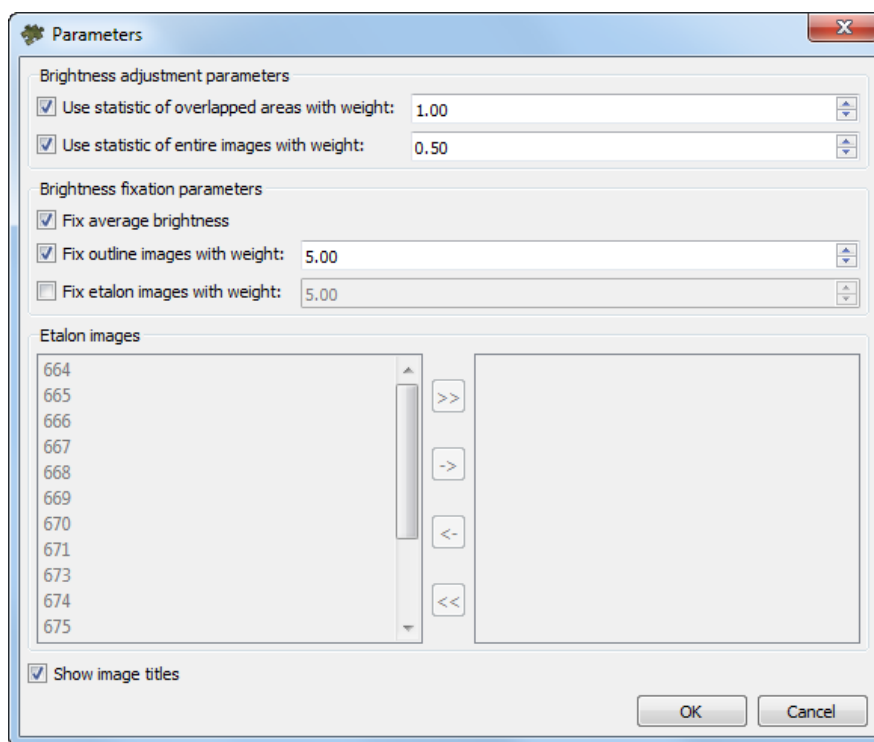 Parameters
Brightness adjustment parameters
Use statistic of overlapped areas with weight: 1.00
Use statistic of entire images with weight: 0.50
Brightness fixation parameters
Fix average brightness
Fix outline images with weight: 5.00
Fix etalon images with weight: 5.00
Etalon images
664
665
666
667
668
669
670
671
673
674
675
>>
->
<-
<<
Show image titles
OK Cancel